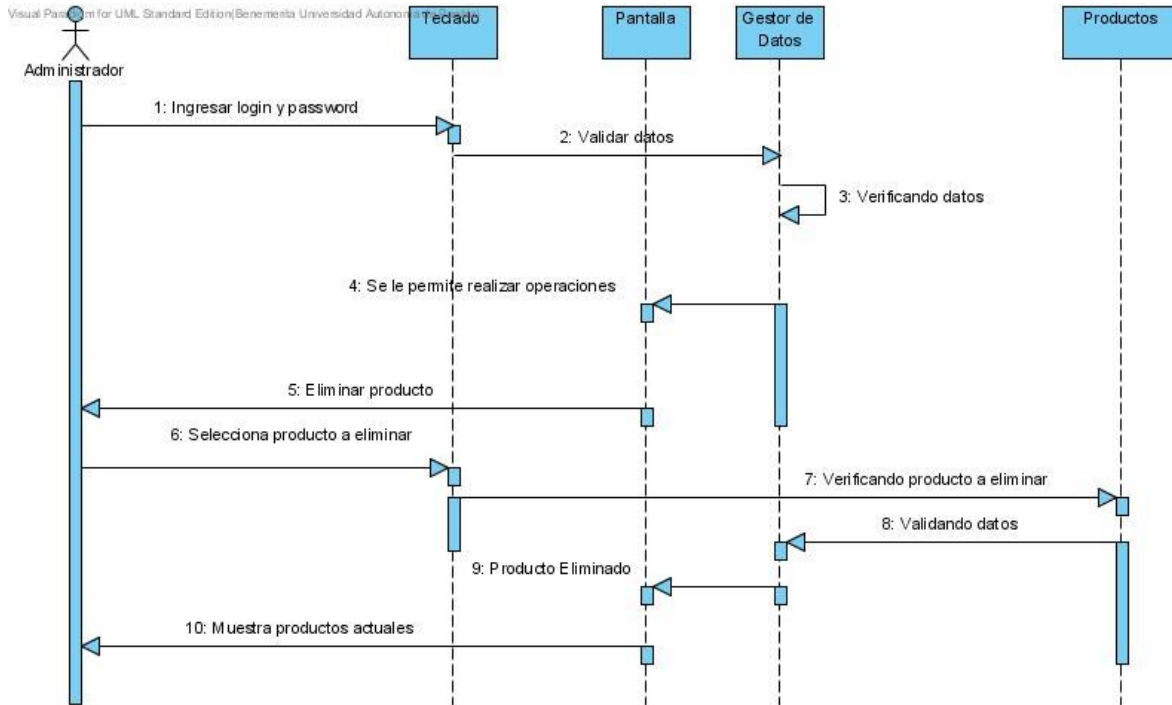 Visual Paradigm for UML Standard Edition(Benemerita Universidad Autonoma
Teclado
Pantalla
Gestor de
Datos
Productos
Administrador
1: Ingresar login y password
2: Validar datos
3: Verificando datos
4: Se le permite realizar operaciones
5: Eliminar producto
6: Selecciona producto a eliminar
7: Verificando producto a eliminar
8: Validando datos
9: Producto Eliminado
10: Muestra productos actuales